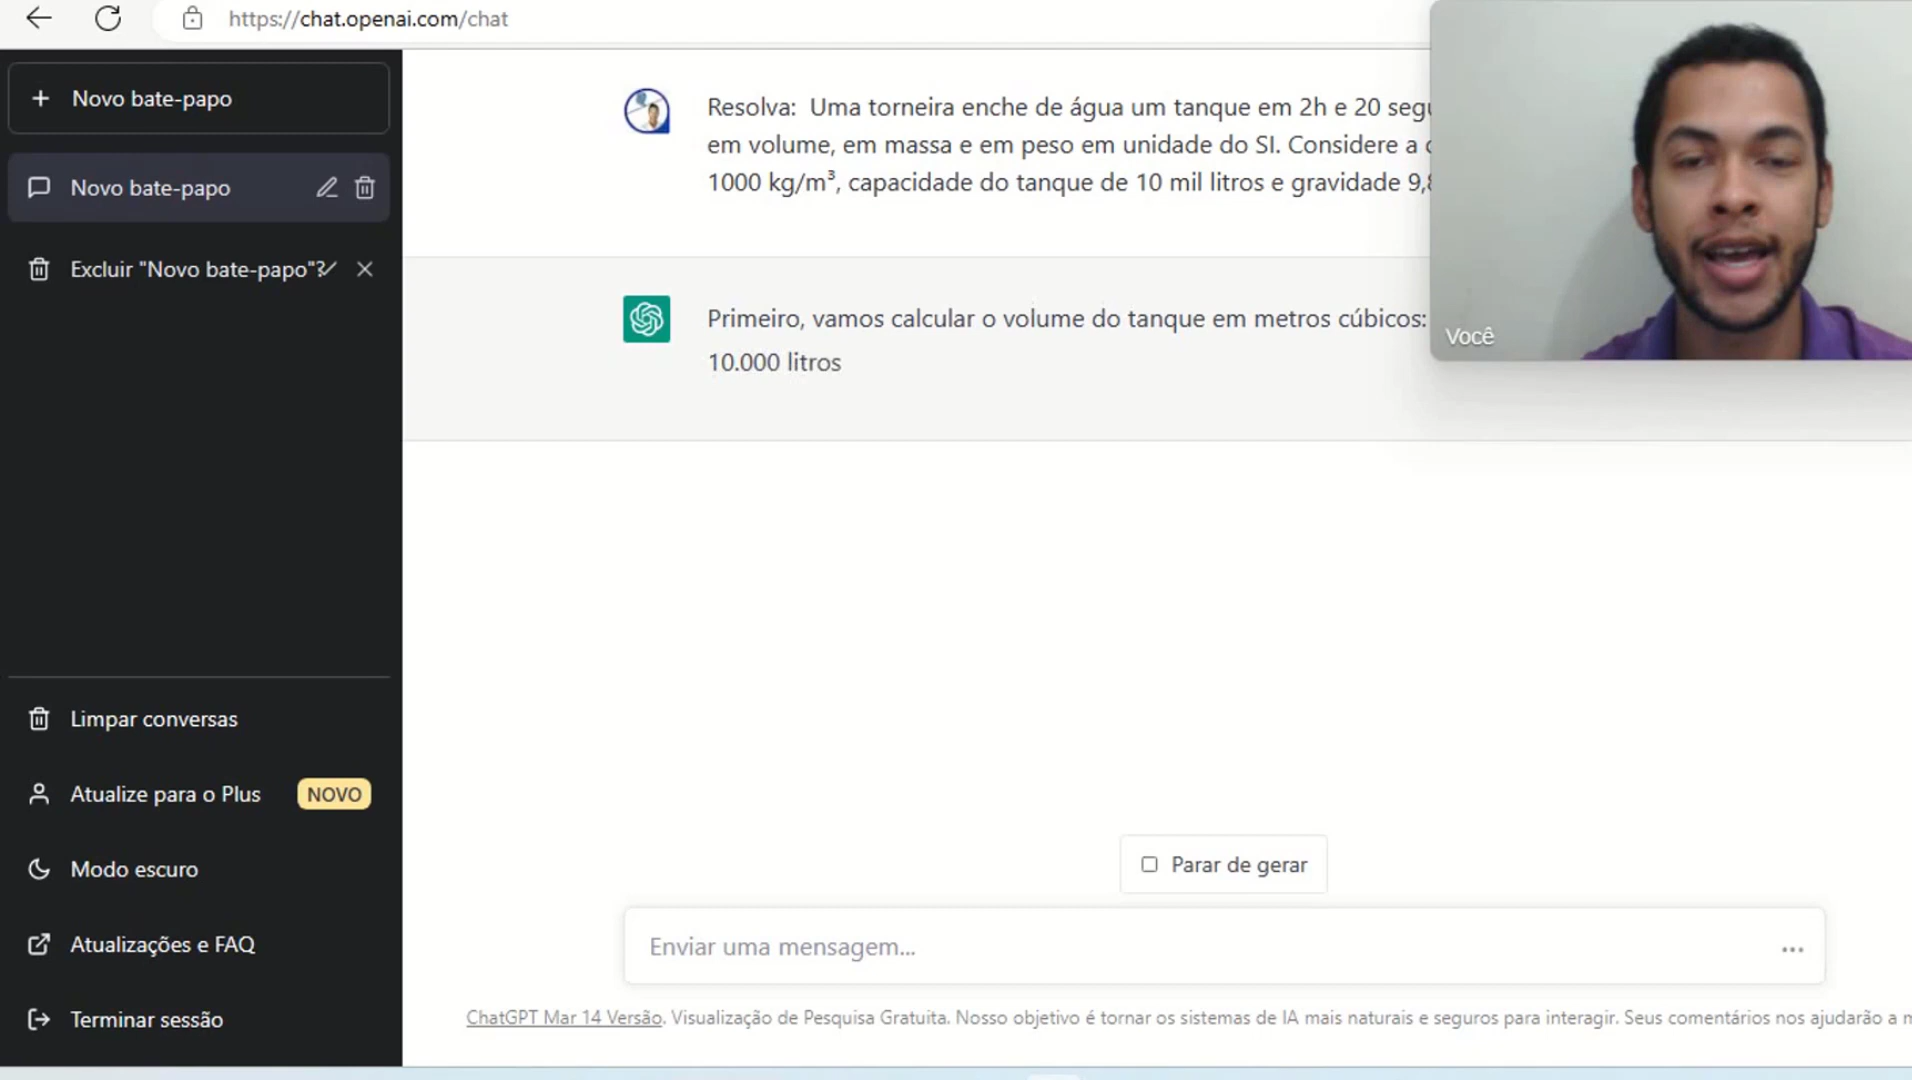 https://chat.openai.com/chat
Novo bate-papo
Novo bate-papo
Excluir "Novo bate-papo"?
Limpar conversas
Atualize para o Plus NOVO
Modo escuro
Atualizações e FAQ
Terminar sessão
Resolva: Uma torneira enche de água um tanque em 2h e 20
em volume, em massa e em peso em unidade do SI. Considere a
1000 kg/m³, capacidade do tanque de 10 mil litros e gravidade 9,8
Você
Primeiro, vamos calcular o volume do tanque em metros cúbicos:
10.000 litros
Parar de gerar
Enviar uma mensagem...
ChatGPT Mar 14 Versão. Visualização de Pesquisa Gratuita. Nosso objetivo é tornar os sistemas de IA mais naturais e seguros para interagir. Seus comentários nos ajudarão a